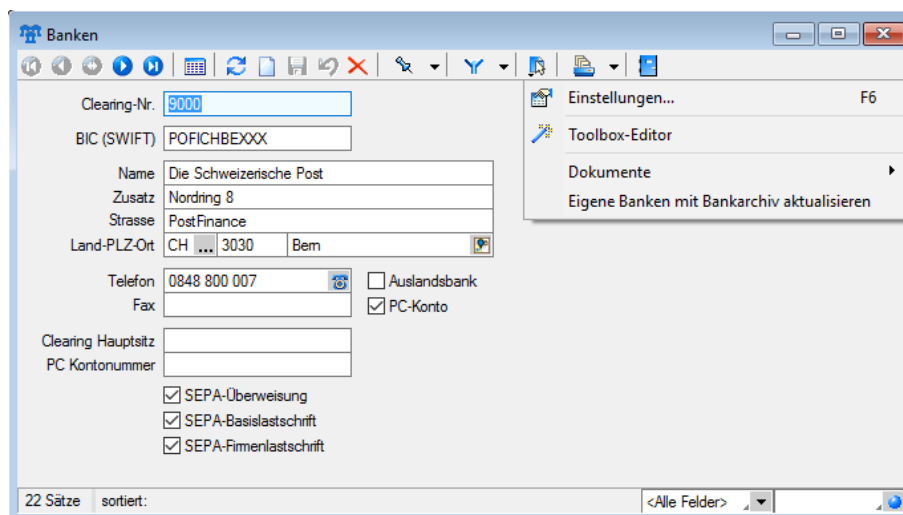 Banken
Einstellungen... F6
Toolbox-Editor
Dokumente
Eigene Banken mit Bankarchiv aktualisieren
Clearing-Nr. 9000
BIC (SWIFT) POFICHBEXXX
Name Die Schweizerische Post
Zusatz Nordring 8
Strasse PostFinance
Land-PLZ-Ort CH ... 3030 Bern
Telefon 0848 800 007 Auslandsbank
Fax PC-Konto
Clearing Hauptsitz
PC Kontonummer
SEPA-Überweisung
SEPA-Basislastschrift
SEPA-Firmenlastschrift
22 Sätze sortiert: <Alle Felder>